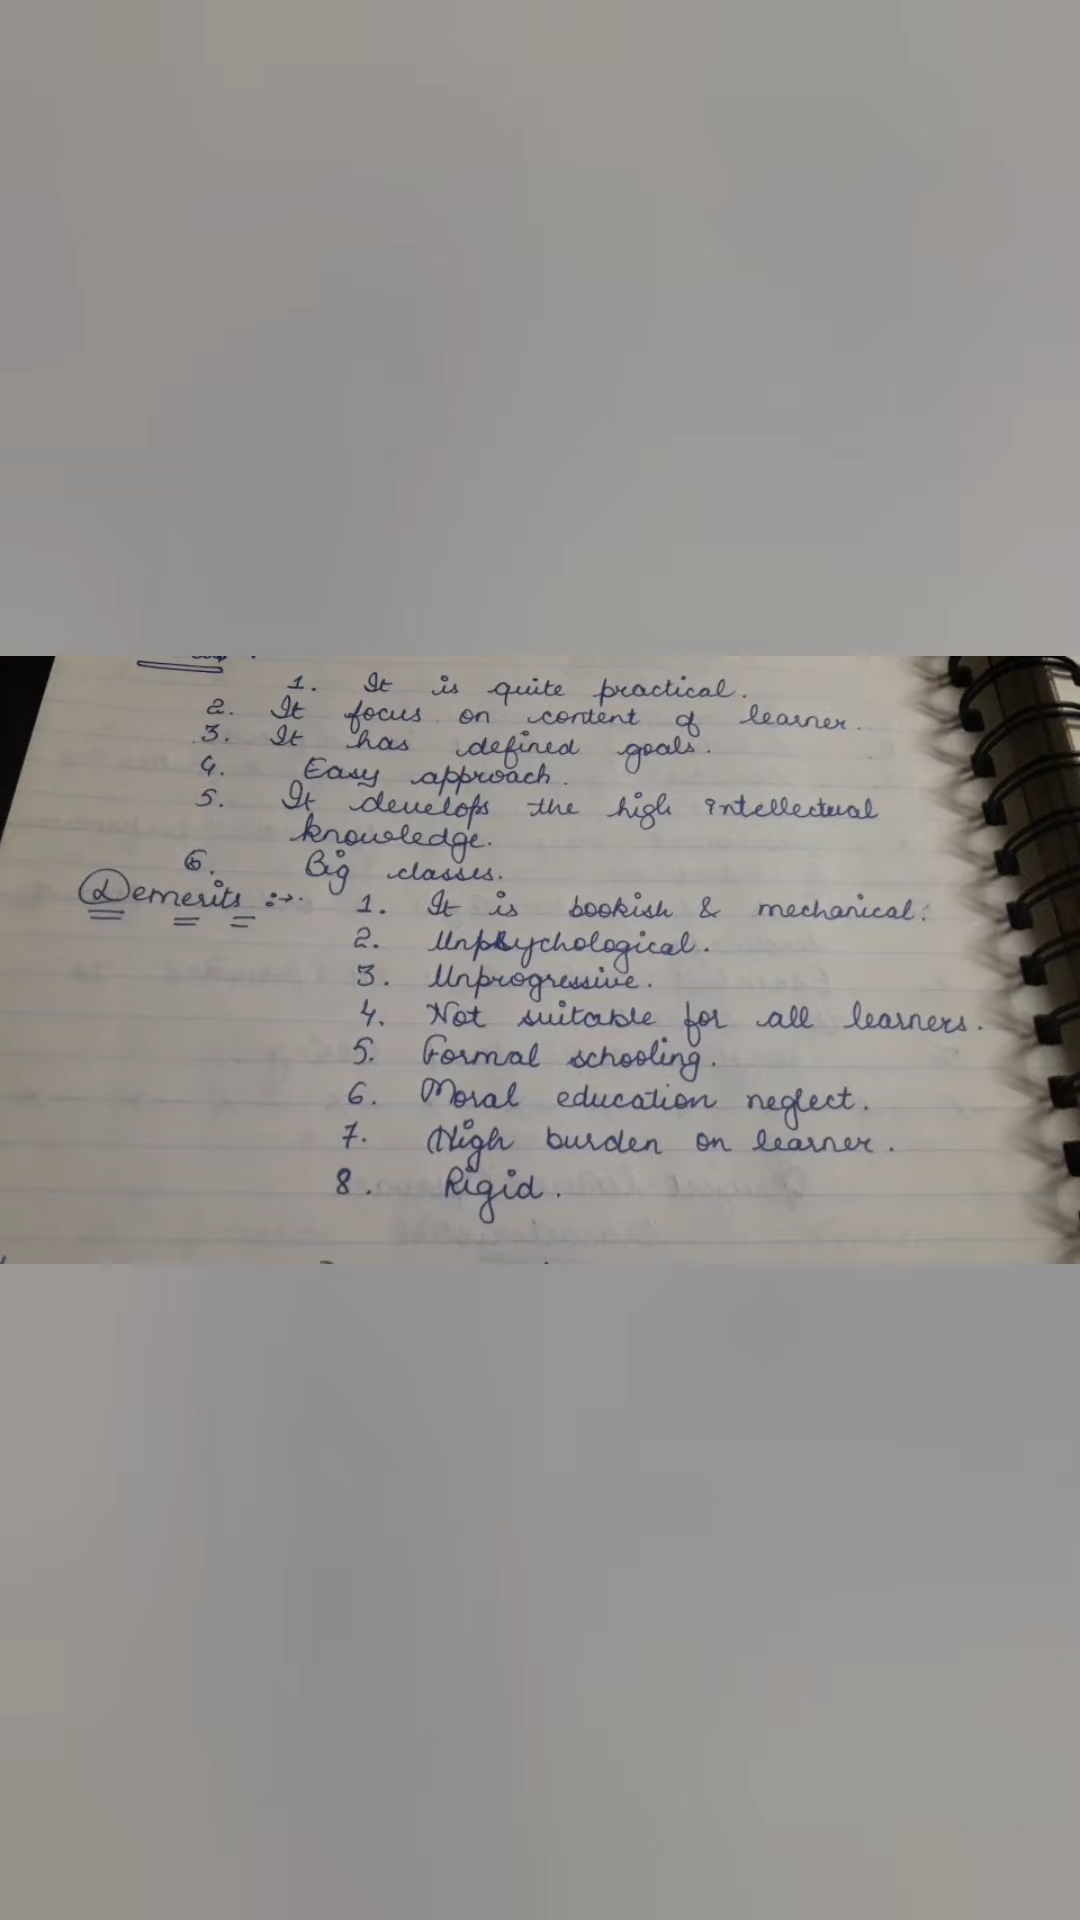 1. It is quite practical.
2. It focus on content of learner.
3. It has defined goals.
4. Easy approach.
5. It develops the high intellectual
knowledge.
6. Big classes.
Demerits :→. 1. It is bookish & mechanical.
2. Unpsychological.
3. Unprogressive.
4. Not suitable for all learners.
5. Formal schooling.
6. Moral education neglect.
7. High burden on learner.
8. Rigid.